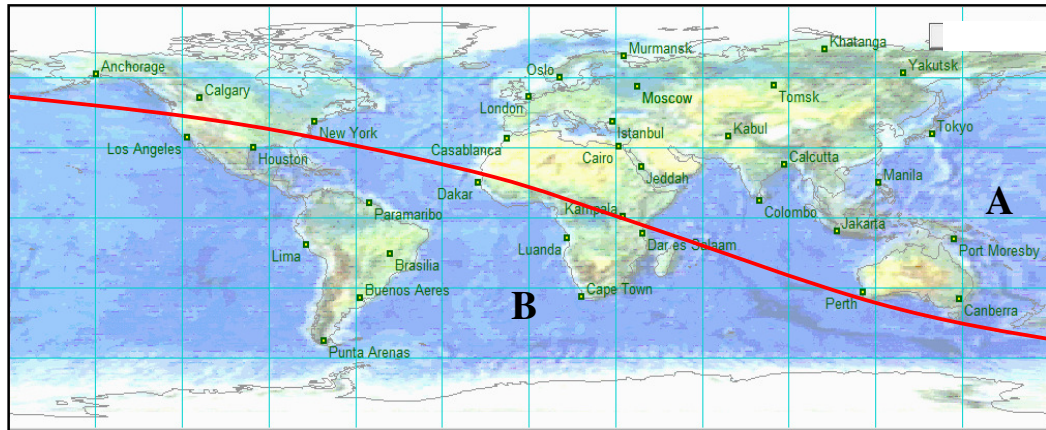 Khatanga
Murmansk
Anchorage
Oslo
Yakutsk
Calgary
London
Moscow
Tomsk
New York
Istanbul
Kabul
Tokyo
Los Angeles
Houston
Casablanca
Cairo
Calcutta
Jeddah
Dakar
Manila
Paramaribo
Kampala
Colombo
A
Lima
Luanda
Dar es Salaam
Jakarta
Port Moresby
Brasilia
Buenos Aeres
B
Cape Town
Perth
Canberra
Punta Arenas